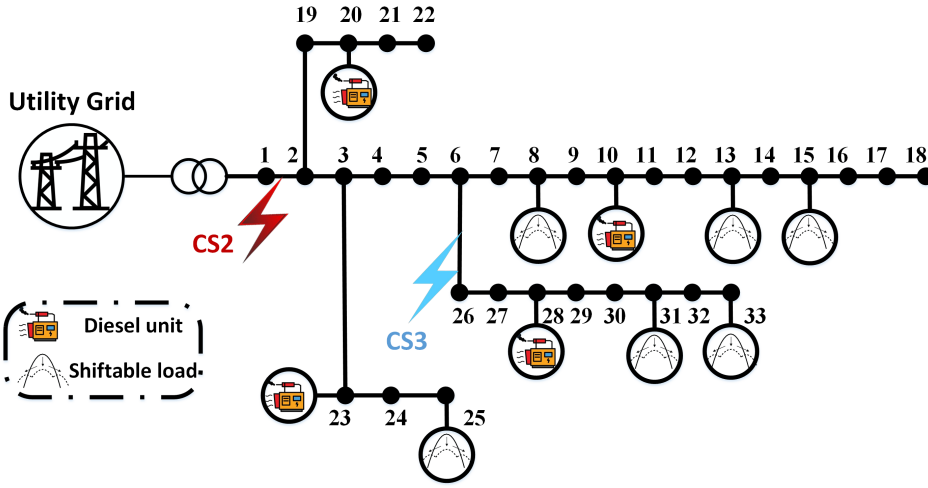 19 20 21 22
Utility Grid
1 2 3 4 5 6 7 8 9 10 11 12 13 14 15 16 17 18
CS2
CS3
26 27 28 29 30 31 32 33
Diesel unit
Shiftable load
23 24 25